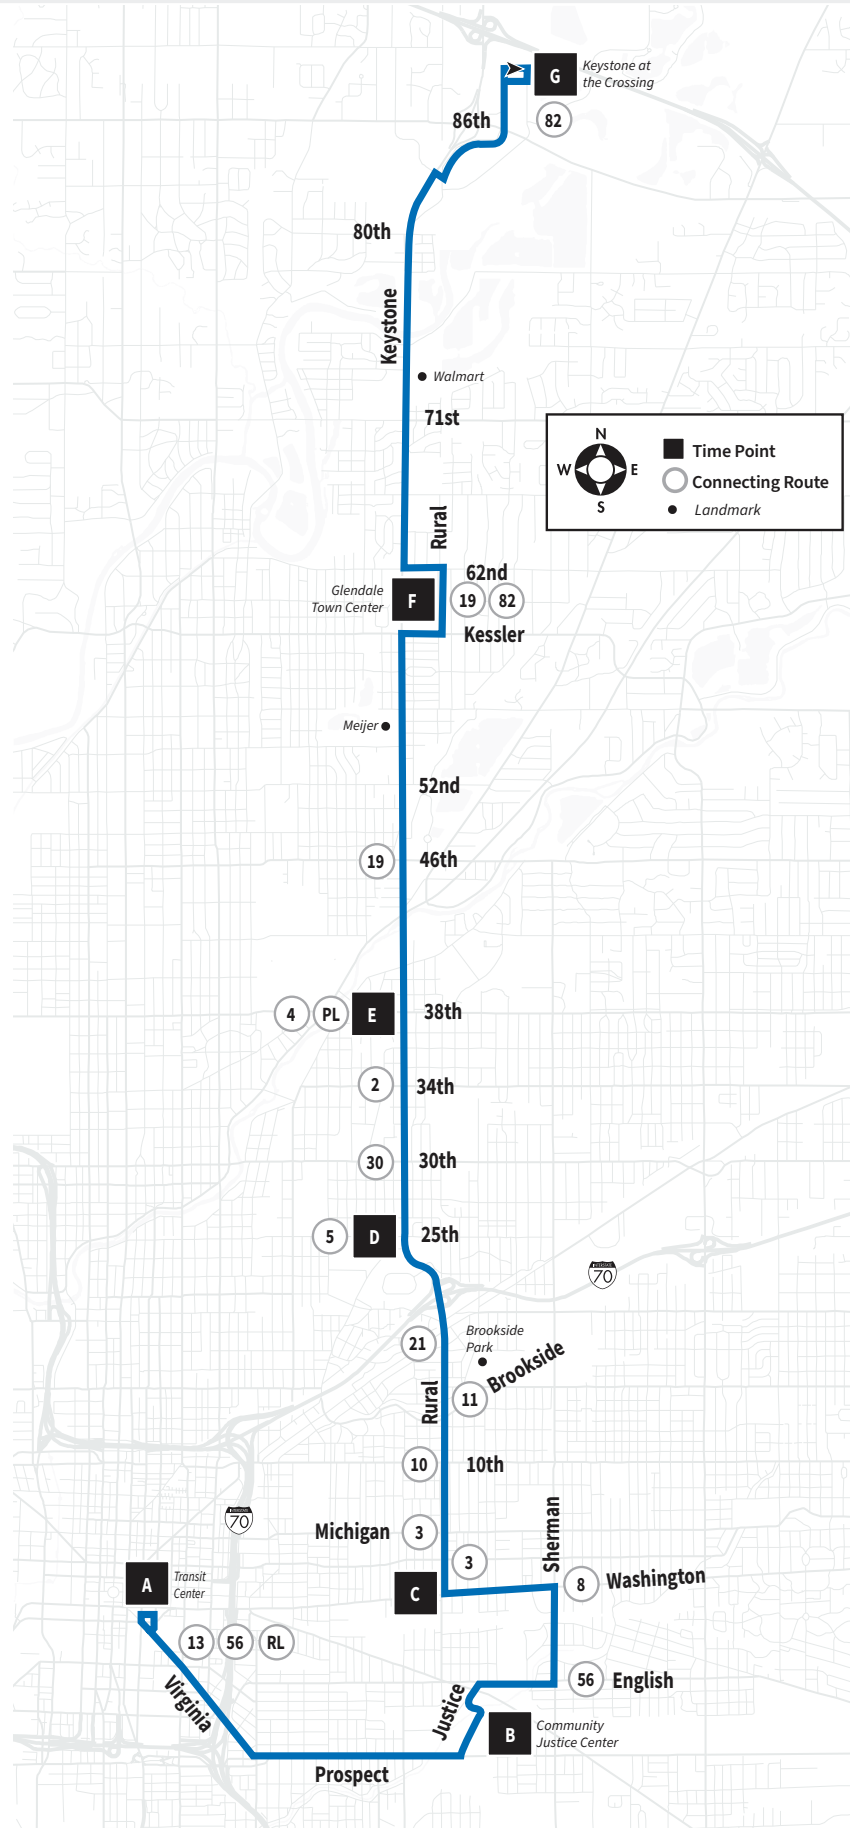 G
Keystone at
the Crossing
86th
82
80th
Keystone
Walmart
71st
N
W
E
S
Time Point
Connecting Route
Landmark
Rural
62nd
Glendale
Town Center
F
19
82
Kessler
Meijer
52nd
19
46th
4
PL
E
38th
2
34th
30
30th
5
D
25th
70
21
Brookside
Park
Brookside
Rural
11
10
10th
70
Michigan
3
Sherman
3
A
Transit
Center
C
8
Washington
13
56
RL
Virginia
56
English
Justice
B
Community
Justice Center
Prospect